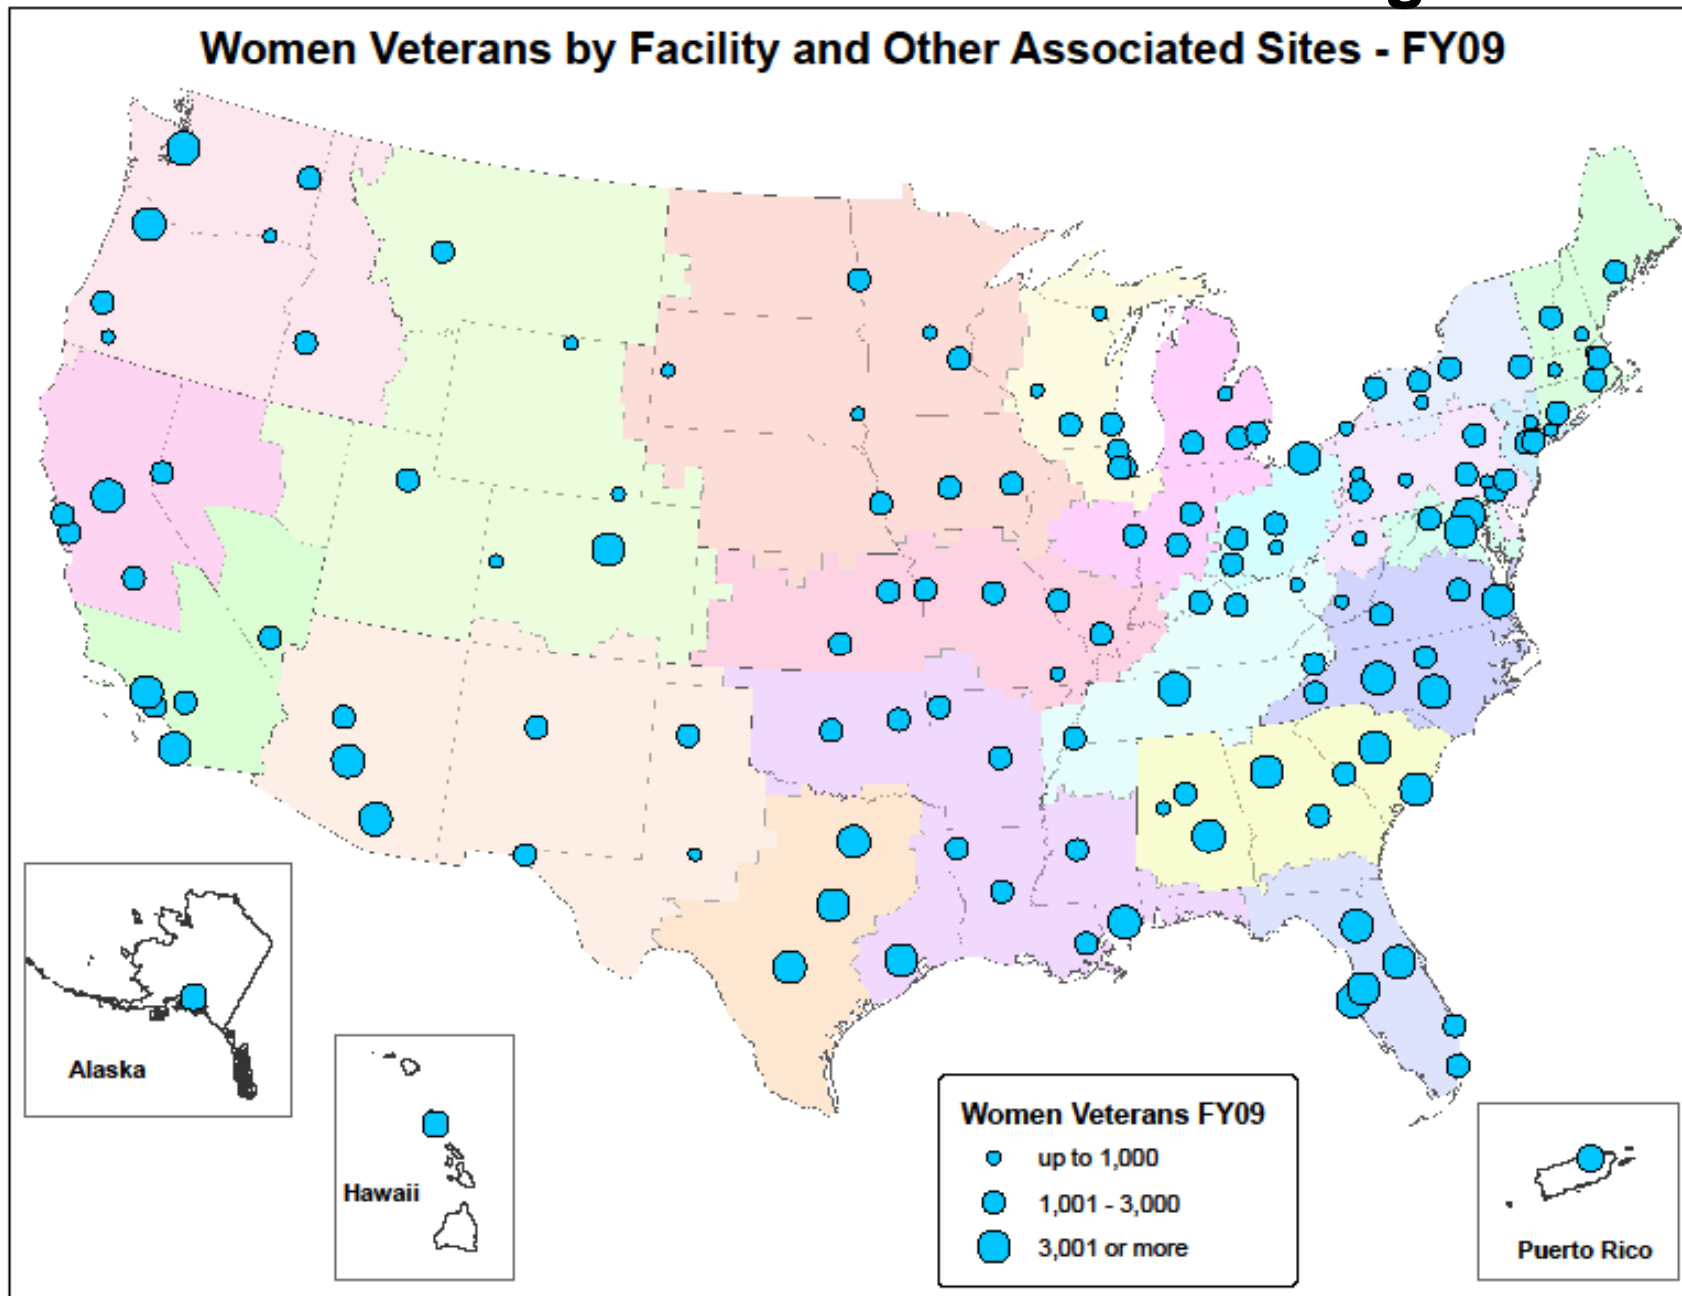 Women Veterans by Facility and Other Associated Sites - FY09
Alaska
Hawaii
Women Veterans FY09
up to 1,000
1,001 - 3,000
3,001 or more
Puerto Rico